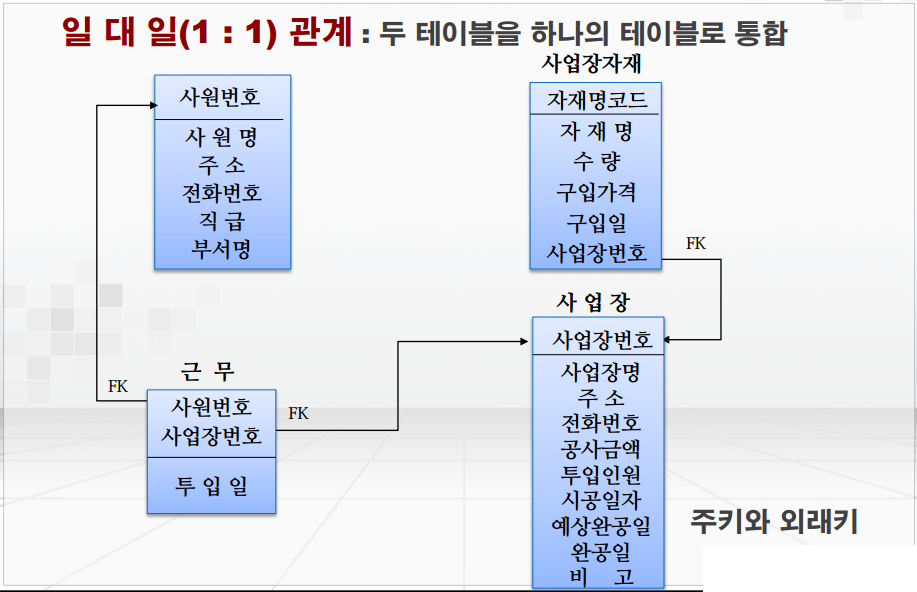 일 대 일(1 : 1) 관계 : 두 테이블을 하나의 테이블로 통합
사원번호
사 원 명
주 소
전화번호
직 급
부서명
사업장자재
자재명코드
자 재 명
수 량
구입가격
구입일
사업장번호
FK
사 업 장
사업장번호
사업장명
주 소
전화번호
공사금액
투입인원
시공일자
예상완공일
완공일
비 고
근 무
FK
사원번호
사업장번호
FK
투 입 일
주키와 외래키